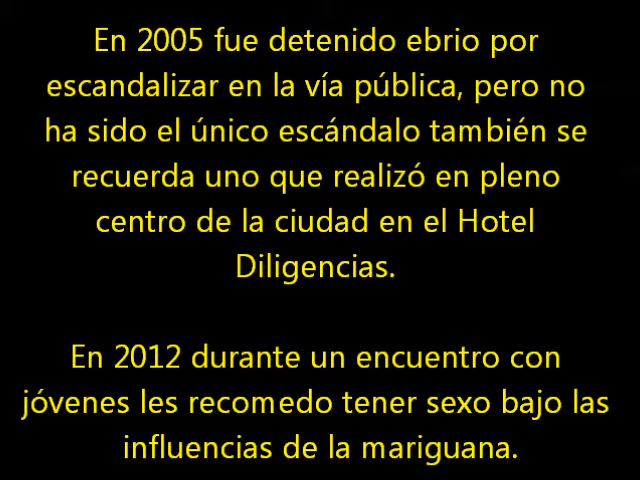 En 2005 fue detenido ebrio por
escandalizar en la vía pública, pero no
ha sido el único escándalo también se
recuerda uno que realizó en pleno
centro de la ciudad en el Hotel
Diligencias.
En 2012 durante un encuentro con
jóvenes les recomedo tener sexo bajo las
influencias de la mariguana.